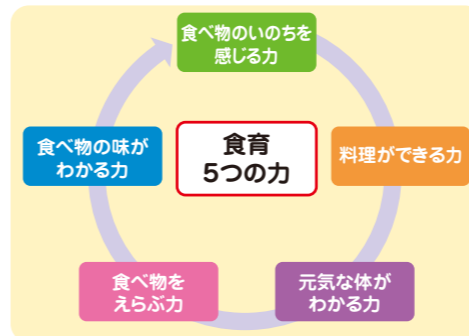 食べ物のいのちを
感じる力
食べ物の味が
わかる力
食育
5つの力
料理ができる力
食べ物を
えらぶ力
元気な体が
わかる力